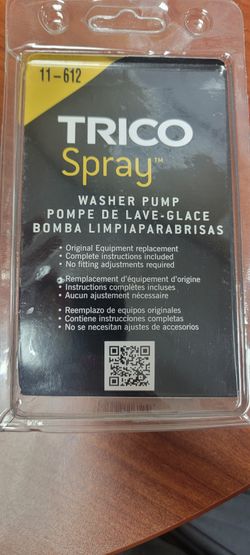 11-612
TRICO
Spray™
WASHER PUMP
POMPE DE LAVE-GLACE
BOMBA LIMPIAPARABRISAS
• Original Equipment replacement
• Complete instructions included
• No fitting adjustments required
• Remplacement d'équipement d'origine
• Instructions complètes incluses
• Aucun ajustement nécessaire
• Reemplazo de equipos originales
• Contiene instrucciones completas
• No se necesitan ajustes de accesorios